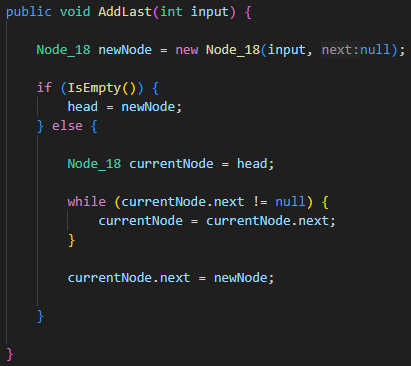 public void AddLast(int input) {
Node_18 newNode = new Node_18(input, next:null);
if (IsEmpty()) {
head = newNode;
} else {
Node_18 currentNode = head;
while (currentNode.next != null) {
currentNode = currentNode.next;
}
currentNode.next = newNode;
}
}